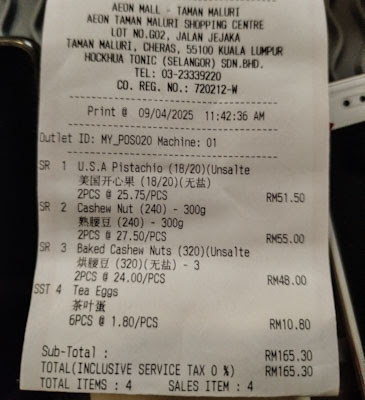 AEON MALL - TAMAN MALURI
AEON TAMAN MALURI SHOPPING CENTRE
LOT NO.G02, JALAN JEJAKA
TAMAN MALURI, CHERAS, 55100 KUALA LUMPUR
HOCKHUA TONIC (SELANGOR) SDN.BHD.
TEL: 03-23339220
CO. REG. NO.: 720212-W
Print @ 09/04/2025 11:42:36 AM
Outlet ID: MY_POS020 Machine: 01
SR 1 U.S.A Pistachio (18/20)(Unsalte
美国开心果 (18/20)(无盐)
2PCS @ 25.75/PCS RM51.50
SR 2 Cashew Nut (240) - 300g
熟腰豆 (240) - 300g
2PCS @ 27.50/PCS RM55.00
SR 3 Baked Cashew Nuts (320)(Unsalte
烘腰豆 (320)(无盐) - 3
2PCS @ 24.00/PCS RM48.00
SST 4 Tea Eggs
茶叶蛋
6PCS @ 1.80/PCS RM10.80
Sub-Total : RM165.30
TOTAL(INCLUSIVE SERVICE TAX 0 %) RM165.30
TOTAL ITEMS : 4 SALES ITEM : 4